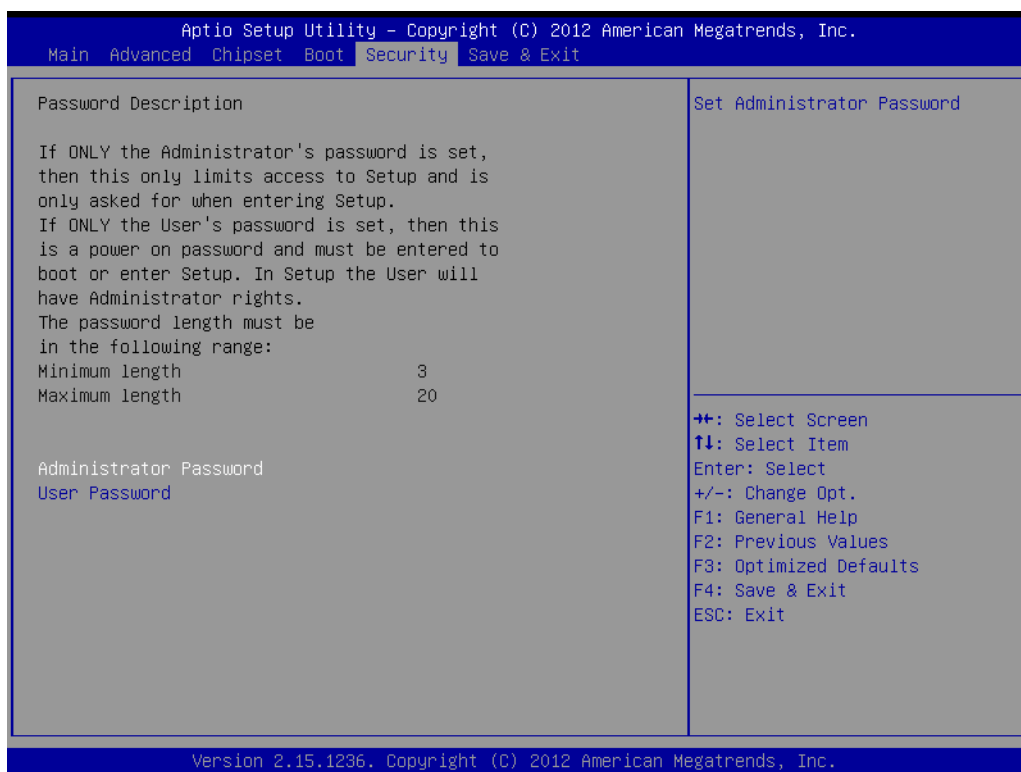 Aptio Setup Utility – Copyright (C) 2012 American Megatrends, Inc.
Main Advanced Chipset Boot Security Save & Exit
Password Description
If ONLY the Administrator's password is set,
then this only limits access to Setup and is
only asked for when entering Setup.
If ONLY the User's password is set, then this
is a power on password and must be entered to
boot or enter Setup. In Setup the User will
have Administrator rights.
The password length must be
in the following range:
Minimum length 3
Maximum length 20
Administrator Password
User Password
Set Administrator Password
→←: Select Screen
↑↓: Select Item
Enter: Select
+/-: Change Opt.
F1: General Help
F2: Previous Values
F3: Optimized Defaults
F4: Save & Exit
ESC: Exit
Version 2.15.1236. Copyright (C) 2012 American Megatrends, Inc.